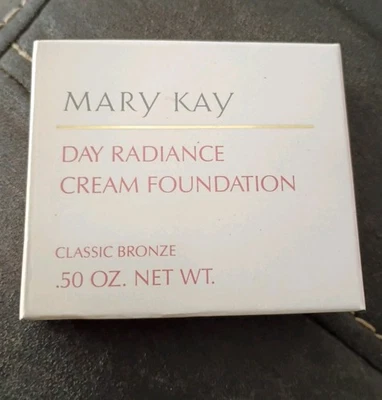 MARY KAY
DAY RADIANCE
CREAM FOUNDATION
CLASSIC BRONZE
.50 OZ. NET WT.